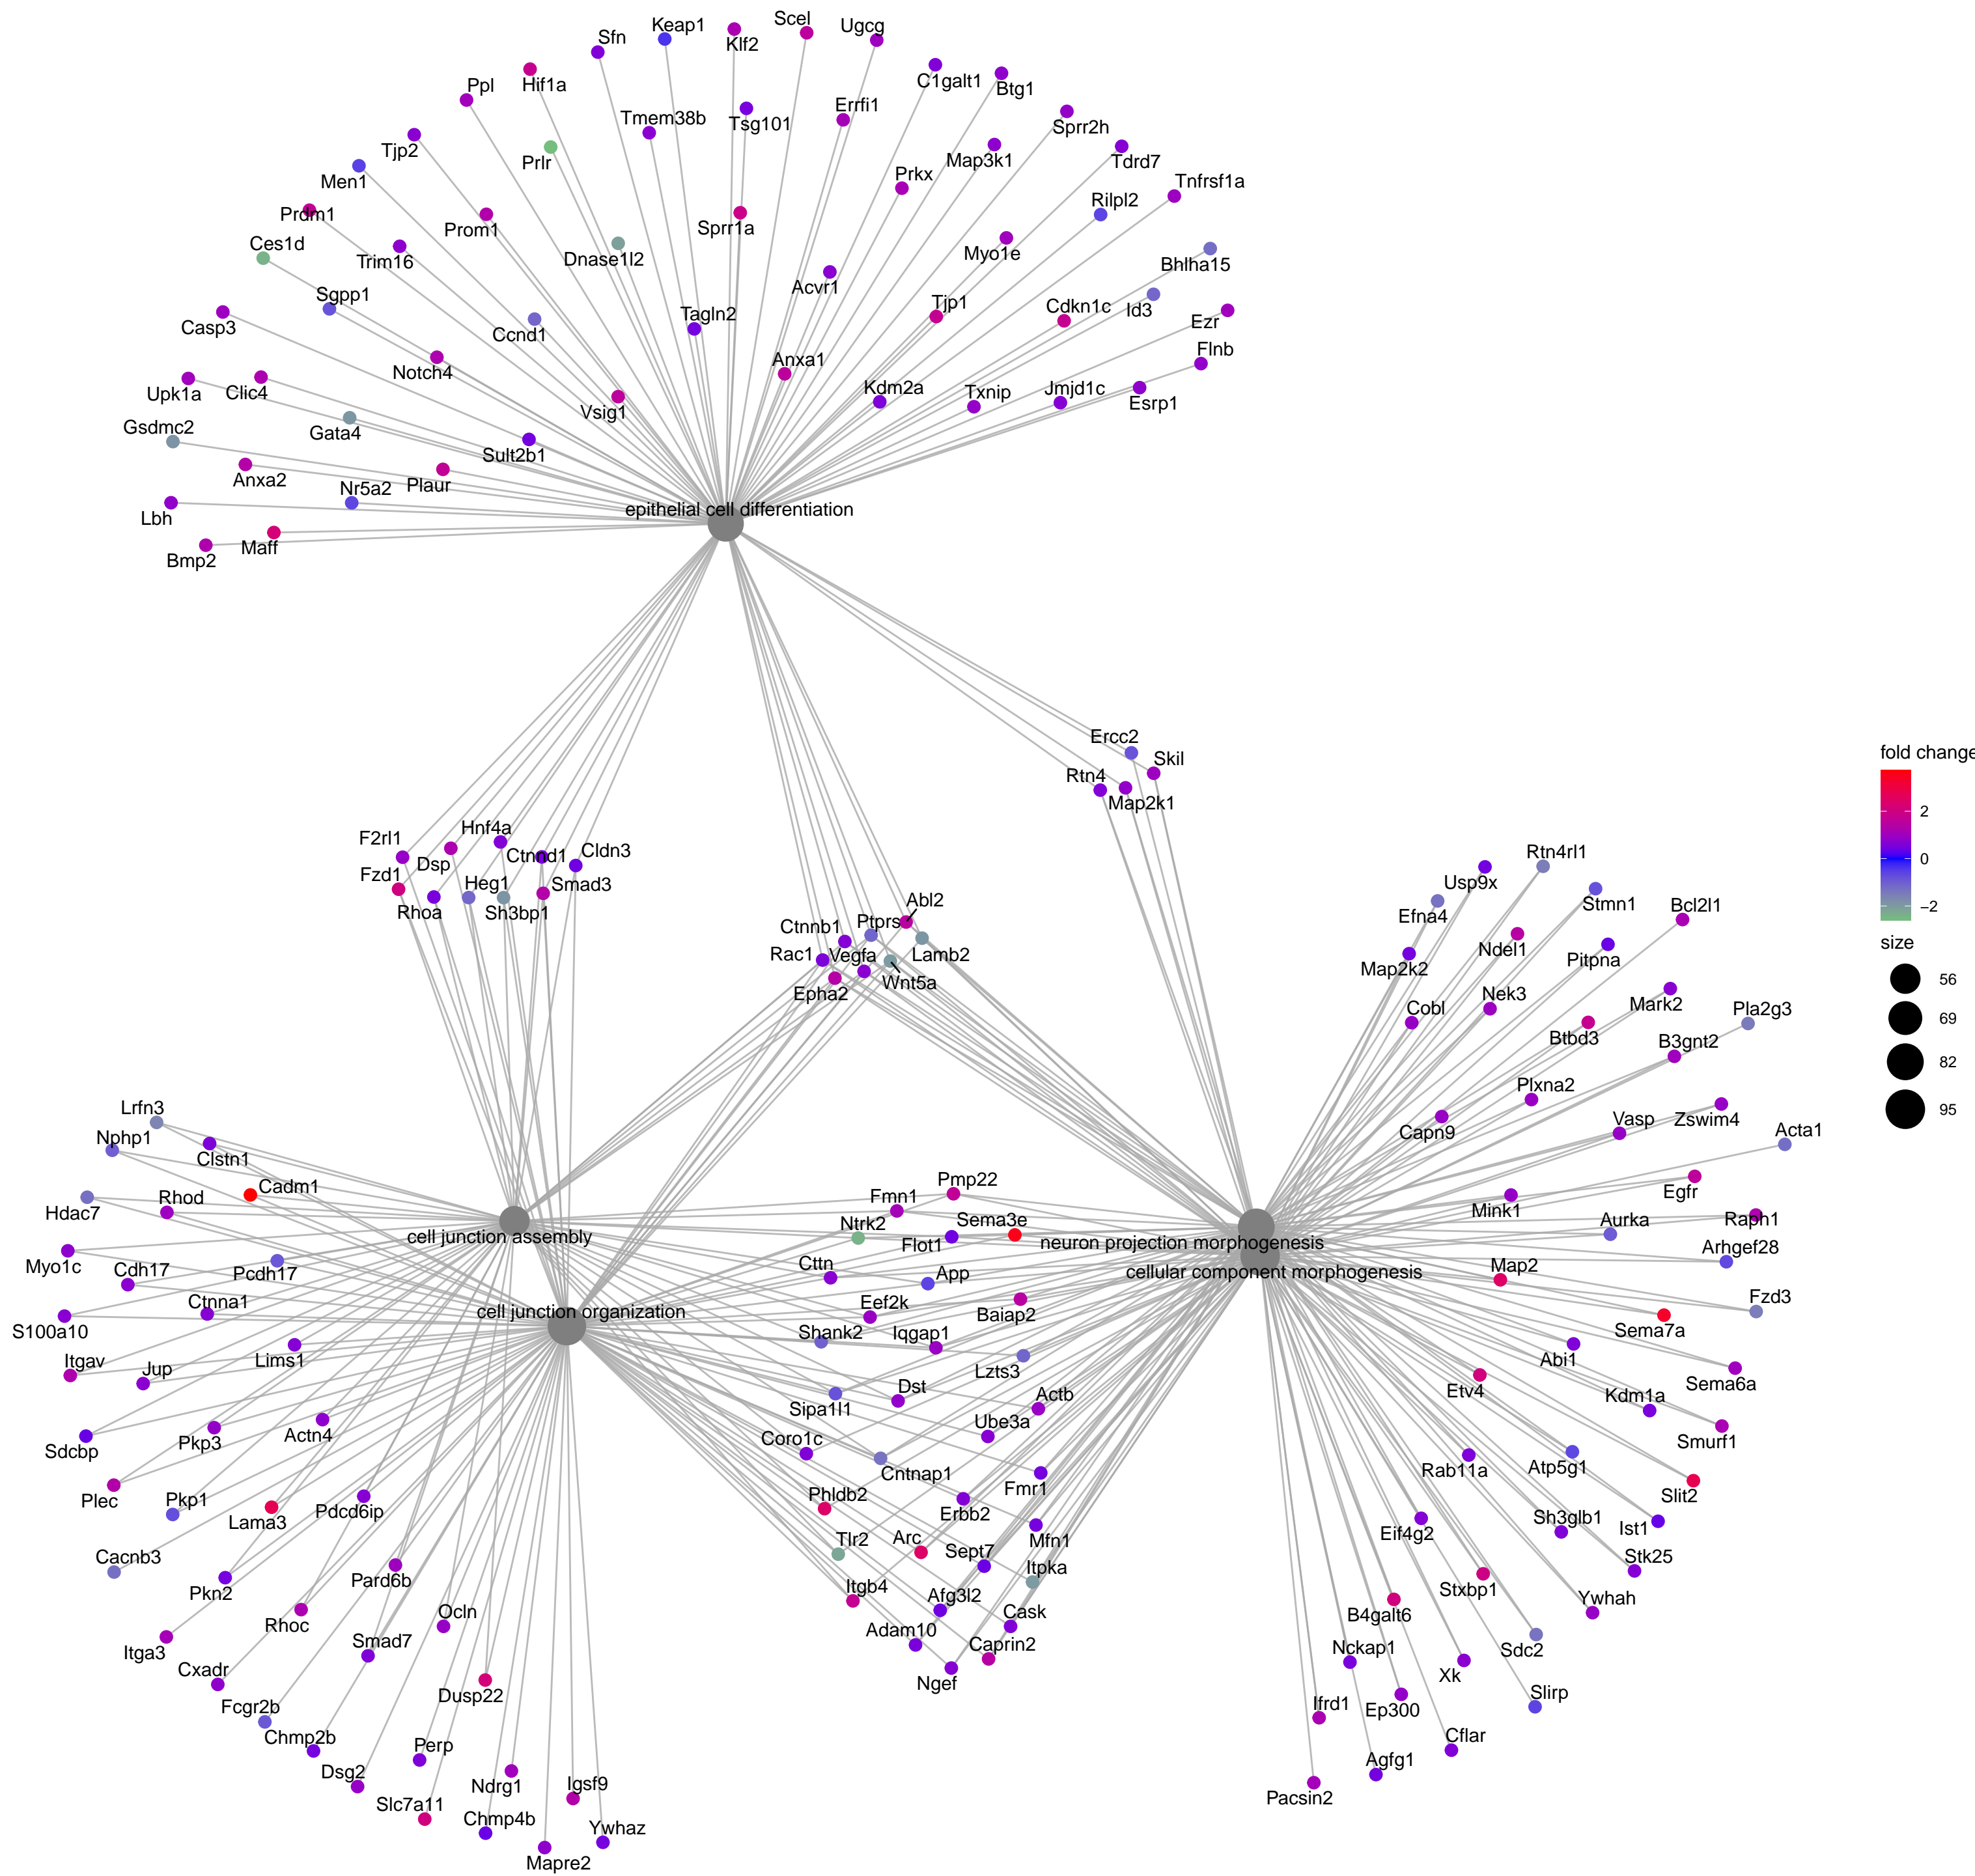 Scel
Keap1
Ugcg
Sfn
Klf2
Hif1a
C1galt1
Ppl
Btg1
Errfi1
Tmem38b
Tsg101
Sprr2h
Tjp2
Prlr
Map3k1
Tdrd7
Men1
Prkx
Tnfrsf1a
Rilpl2
Prdm1
Prom1
Sprr1a
Ces1d
Trim16
Dnase1l2
Myo1e
Bhlha15
Acvr1
Sgpp1
Tjp1
Cdkn1c
Id3
Casp3
Ccnd1
Tagln2
Ezr
Flnb
Notch4
Anxa1
Upk1a
Clic4
Vsig1
Kdm2a
Txnip
Jmjd1c
Esrp1
Gsdmc2
Gata4
Sult2b1
Anxa2
Nr5a2
Plaur
epithelial cell differentiation
Lbh
Maff
Bmp2
Ercc2
Skil
Rtn4
Map2k1
fold change
2
0
−2
size
56
69
82
95
F2rl1
Hnf4a
Dsp
Ctnnd1
Cldn3
Fzd1
Heg1
Smad3
Rhoa
Sh3bp1
Abl2
Ctnnb1
Ptprs
Rac1
Vegfa
Lamb2
Epha2
Wnt5a
Usp9x
Rtn4rl1
Efna4
Stmn1
Bcl2l1
Ndel1
Map2k2
Pitpna
Cobl
Nek3
Mark2
Pla2g3
Btbd3
B3gnt2
Plxna2
Capn9
Vasp
Zswim4
Acta1
Egfr
Mink1
Aurka
Raph1
Arhgef28
Map2
Fzd3
Sema7a
Abi1
Sema6a
Etv4
Kdm1a
Smurf1
Rab11a
Atp5g1
Slit2
Eif4g2
Sh3glb1
Ist1
Stk25
Stxbp1
Ywhah
B4galt6
Nckap1
Sdc2
Xk
Ifrd1
Ep300
Slirp
Cflar
Agfg1
Pacsin2
Lrfn3
Nphp1
Clstn1
Cadm1
Hdac7
Rhod
cell junction assembly
Myo1c
Cdh17
Pcdh17
Ctnna1
S100a10
cell junction organization
Itgav
Jup
Lims1
Sdcbp
Pkp3
Actn4
Plec
Pkp1
Lama3
Pdcd6ip
Cacnb3
Pkn2
Pard6b
Itga3
Rhoc
Ocln
Smad7
Cxadr
Fcgr2b
Dusp22
Chmp2b
Perp
Dsg2
Ndrg1
Igsf9
Slc7a11
Chmp4b
Ywhaz
Mapre2
Pmp22
Fmn1
Ntrk2
Sema3e
Flot1
neuron projection morphogenesis
cellular component morphogenesis
Cttn
App
Eef2k
Baiap2
Shank2
Iqgap1
Lzts3
Dst
Sipa1l1
Actb
Ube3a
Coro1c
Cntnap1
Fmr1
Phldb2
Erbb2
Tlr2
Arc
Mfn1
Sept7
Itpka
Itgb4
Afg3l2
Adam10
Cask
Caprin2
Ngef